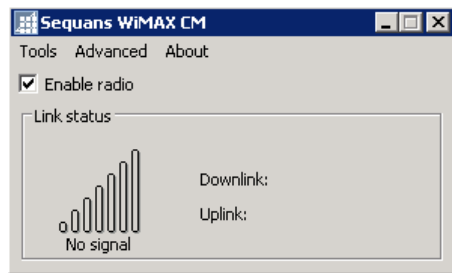 Sequans WiMAX CM
Tools Advanced About
Enable radio
Link status
Downlink:
Uplink:
No signal